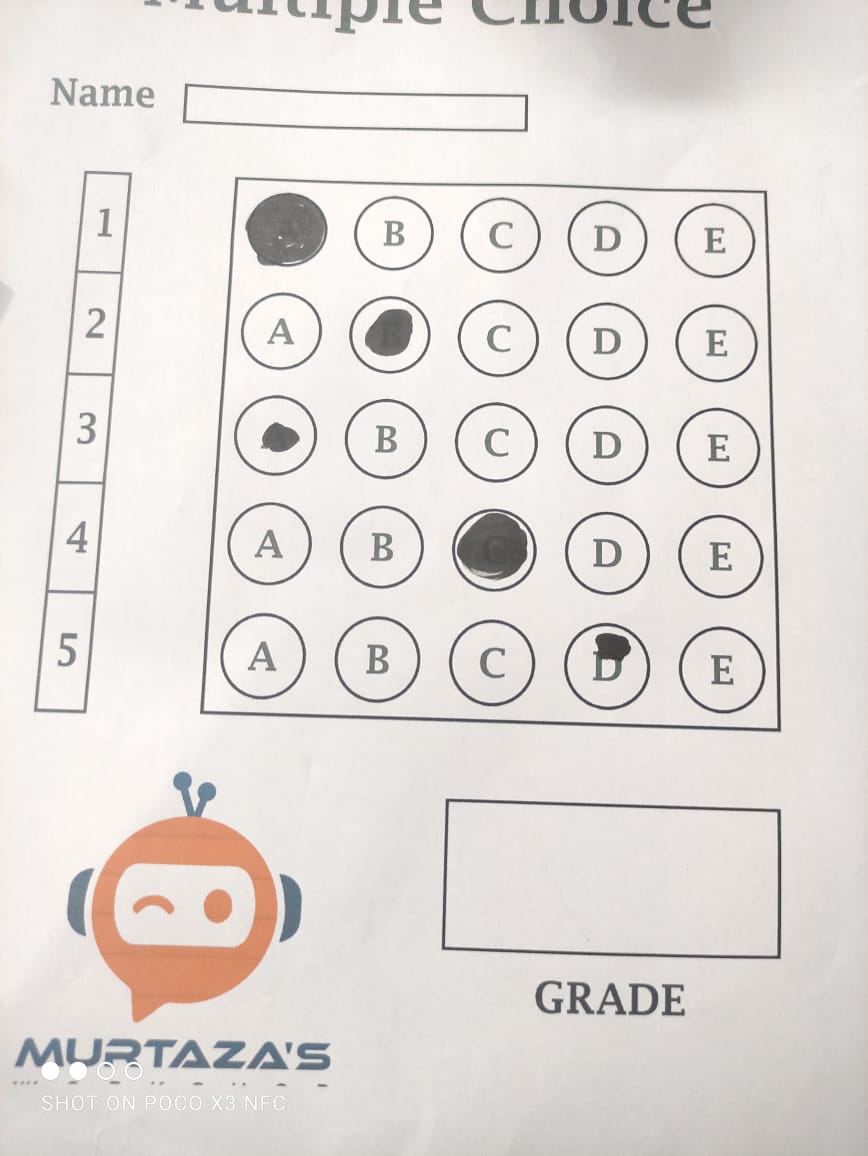 Multiple Choice
Name
1 B C D E
2 A C D E
3 B C D E
4 A B C D E
5 A B C D E
GRADE
MURTAZA'S
SHOT ON POCO X3 NFC